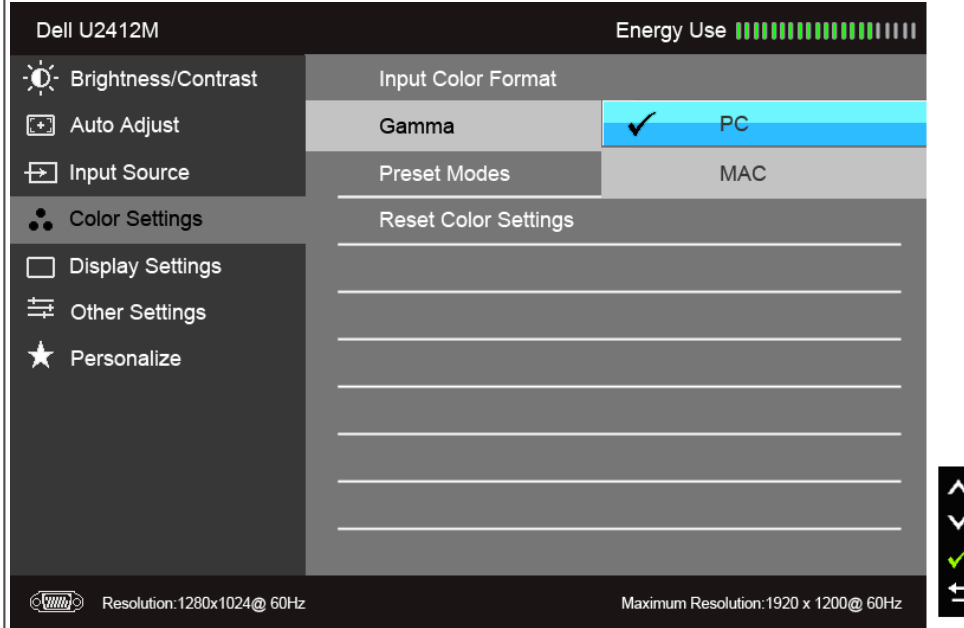 Dell U2412M Energy Use
Brightness/Contrast Input Color Format
Auto Adjust Gamma PC
Input Source Preset Modes MAC
Color Settings Reset Color Settings
Display Settings
Other Settings
Personalize
Resolution:1280x1024@ 60Hz Maximum Resolution:1920 x 1200@ 60Hz